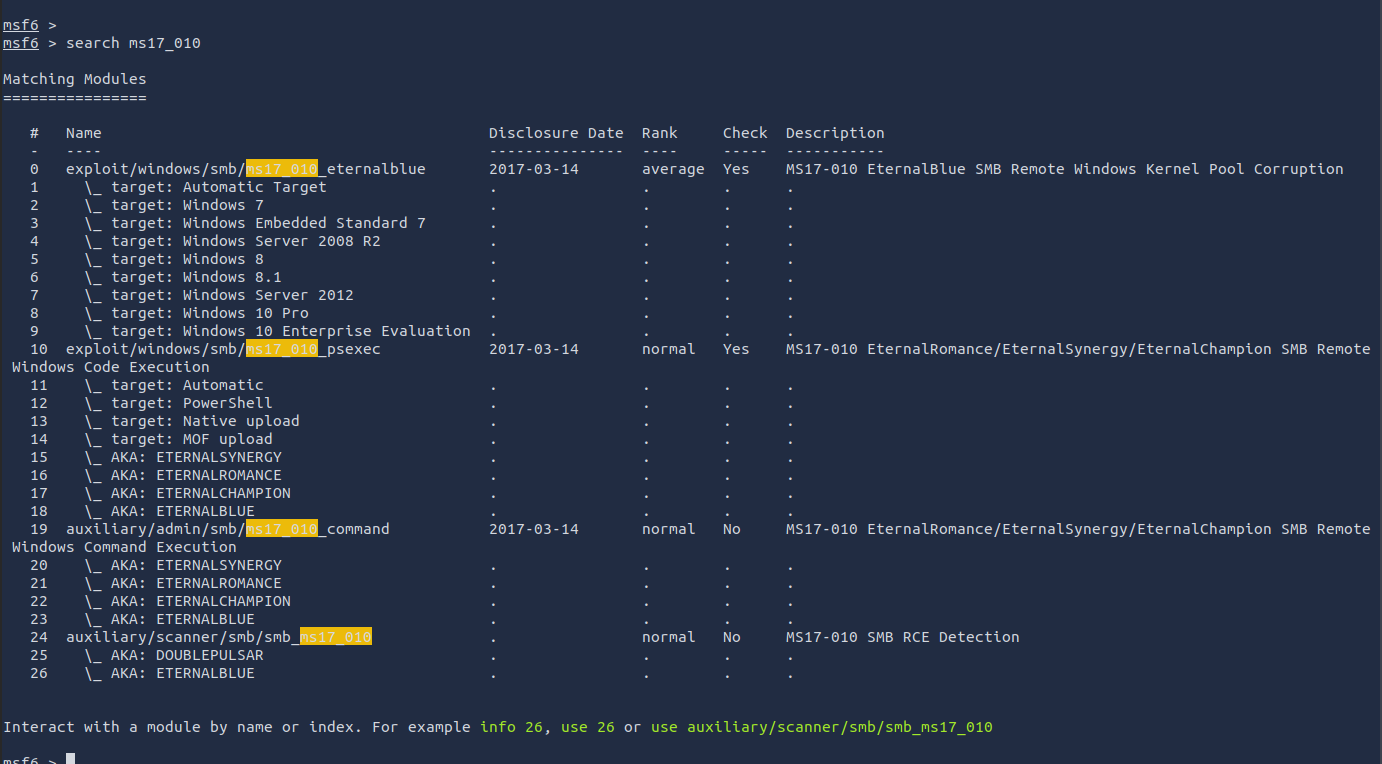 msf6 >
msf6 > search ms17_010
Matching Modules
================
#   Name                                           Disclosure Date  Rank     Check  Description
-   ----                                           ---------------  ----     -----  -----------
0   exploit/windows/smb/ms17_010_eternalblue       2017-03-14       average  Yes    MS17-010 EternalBlue SMB Remote Windows Kernel Pool Corruption
1     \_ target: Automatic Target                  .                .        .      .
2     \_ target: Windows 7                         .                .        .      .
3     \_ target: Windows Embedded Standard 7       .                .        .      .
4     \_ target: Windows Server 2008 R2            .                .        .      .
5     \_ target: Windows 8                         .                .        .      .
6     \_ target: Windows 8.1                       .                .        .      .
7     \_ target: Windows Server 2012               .                .        .      .
8     \_ target: Windows 10 Pro                    .                .        .      .
9     \_ target: Windows 10 Enterprise Evaluation  .                .        .      .
10  exploit/windows/smb/ms17_010_psexec            2017-03-14       normal   Yes    MS17-010 EternalRomance/EternalSynergy/EternalChampion SMB Remote
Windows Code Execution
11    \_ target: Automatic                         .                .        .      .
12    \_ target: PowerShell                        .                .        .      .
13    \_ target: Native upload                     .                .        .      .
14    \_ target: MOF upload                        .                .        .      .
15    \_ AKA: ETERNALSYNERGY                       .                .        .      .
16    \_ AKA: ETERNALROMANCE                       .                .        .      .
17    \_ AKA: ETERNALCHAMPION                      .                .        .      .
18    \_ AKA: ETERNALBLUE                          .                .        .      .
19  auxiliary/admin/smb/ms17_010_command           2017-03-14       normal   No     MS17-010 EternalRomance/EternalSynergy/EternalChampion SMB Remote
Windows Command Execution
20    \_ AKA: ETERNALSYNERGY                       .                .        .      .
21    \_ AKA: ETERNALROMANCE                       .                .        .      .
22    \_ AKA: ETERNALCHAMPION                      .                .        .      .
23    \_ AKA: ETERNALBLUE                          .                .        .      .
24  auxiliary/scanner/smb/smb_ms17_010             .                normal   No     MS17-010 SMB RCE Detection
25    \_ AKA: DOUBLEPULSAR                         .                .        .      .
26    \_ AKA: ETERNALBLUE                          .                .        .      .
Interact with a module by name or index. For example info 26, use 26 or use auxiliary/scanner/smb/smb_ms17_010
msf6 >